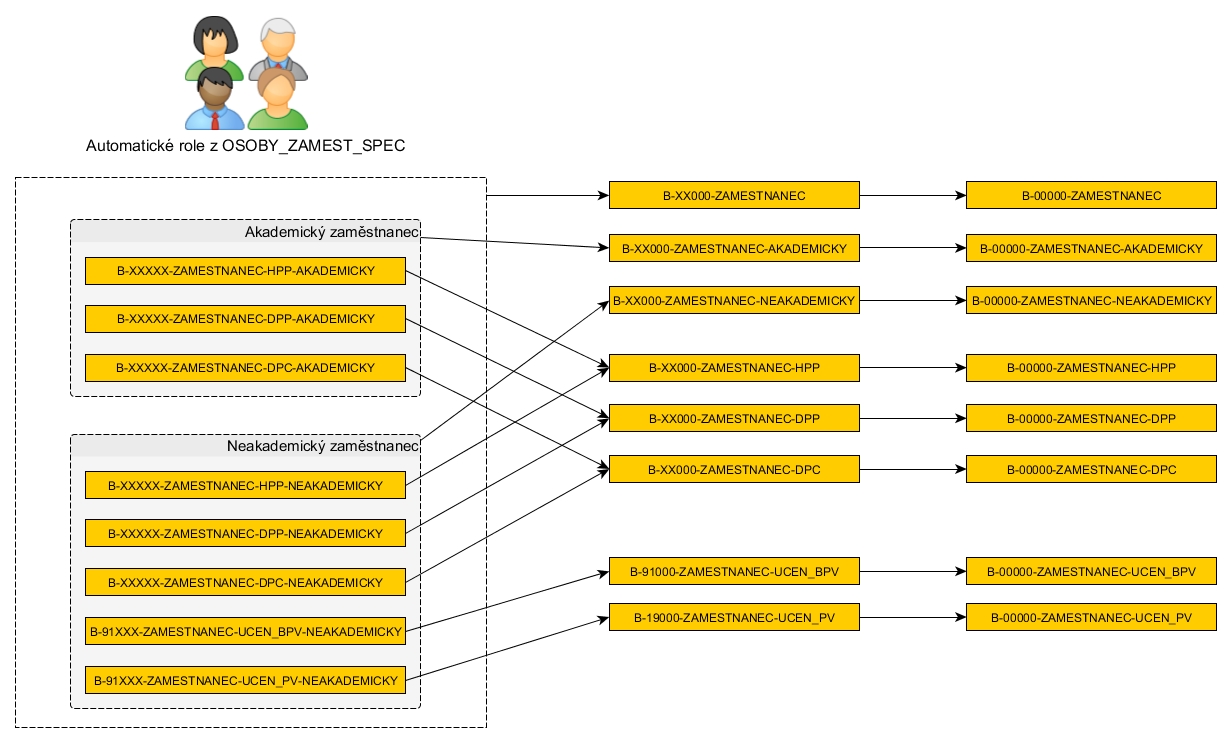 Automatické role z OSOBY_ZAMEST_SPEC
B-XX000-ZAMESTNANEC
B-00000-ZAMESTNANEC
Akademický zaměstnanec
B-XX000-ZAMESTNANEC-AKADEMICKY
B-00000-ZAMESTNANEC-AKADEMICKY
B-XXXXX-ZAMESTNANEC-HPP-AKADEMICKY
B-XX000-ZAMESTNANEC-NEAKADEMICKY
B-00000-ZAMESTNANEC-NEAKADEMICKY
B-XXXXX-ZAMESTNANEC-DPP-AKADEMICKY
B-XXXXX-ZAMESTNANEC-DPC-AKADEMICKY
B-XX000-ZAMESTNANEC-HPP
B-00000-ZAMESTNANEC-HPP
B-XX000-ZAMESTNANEC-DPP
B-00000-ZAMESTNANEC-DPP
Neakademický zaměstnanec
B-XX000-ZAMESTNANEC-DPC
B-00000-ZAMESTNANEC-DPC
B-XXXXX-ZAMESTNANEC-HPP-NEAKADEMICKY
B-XXXXX-ZAMESTNANEC-DPP-NEAKADEMICKY
B-XXXXX-ZAMESTNANEC-DPC-NEAKADEMICKY
B-91000-ZAMESTNANEC-UCEN_BPV
B-00000-ZAMESTNANEC-UCEN_BPV
B-91XXX-ZAMESTNANEC-UCEN_BPV-NEAKADEMICKY
B-19000-ZAMESTNANEC-UCEN_PV
B-00000-ZAMESTNANEC-UCEN_PV
B-91XXX-ZAMESTNANEC-UCEN_PV-NEAKADEMICKY